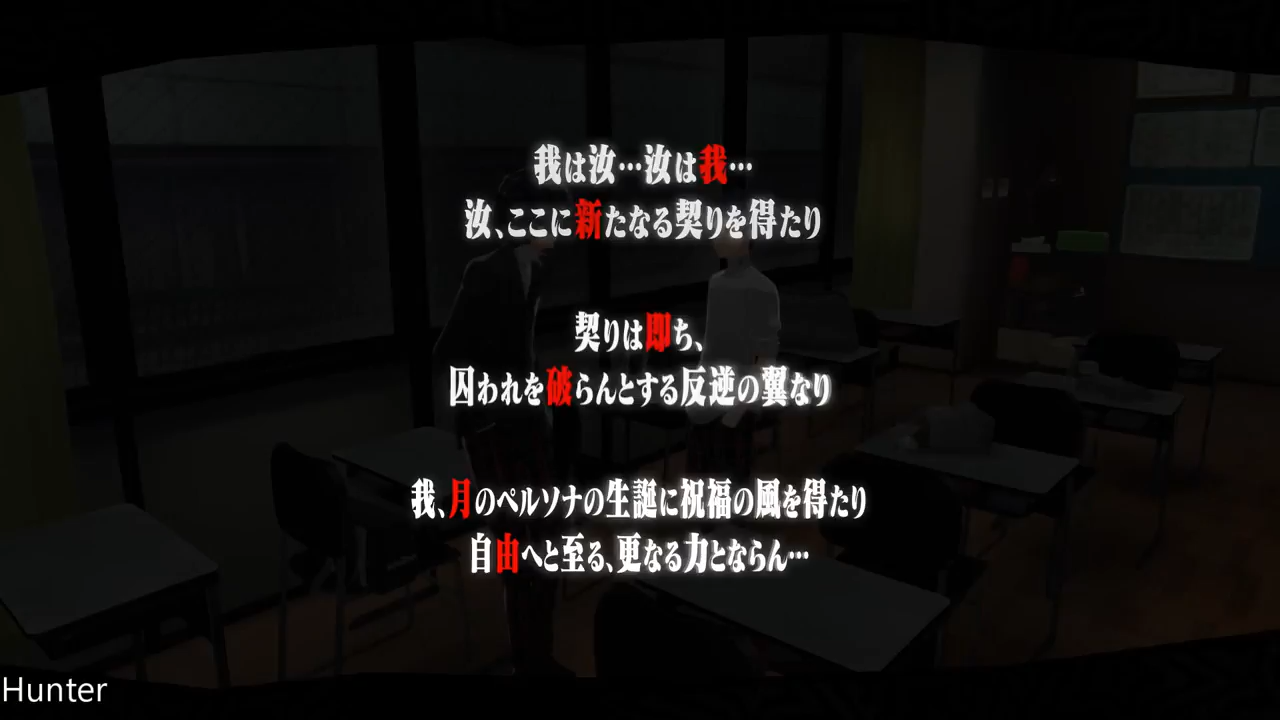 我は汝…汝は我…
汝、ここに新たなる契りを得たり
契りは即ち、
囚われを破らんとする反逆の翼なり
我、月のペルソナの生誕に祝福の風を得たり
自由へと至る、更なる力とならん…
Hunter